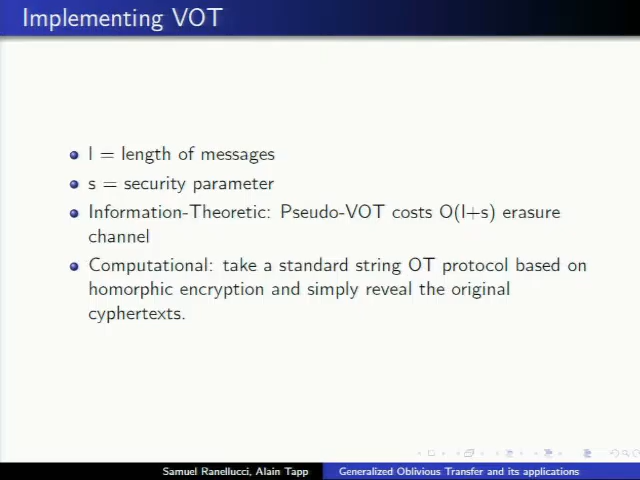 Implementing VOT
l = length of messages
s = security parameter
Information-Theoretic: Pseudo-VOT costs O(l+s) erasure
channel
Computational: take a standard string OT protocol based on
homorphic encryption and simply reveal the original
cyphertexts.
Samuel Ranellucci, Alain Tapp
Generalized Oblivious Transfer and its applications